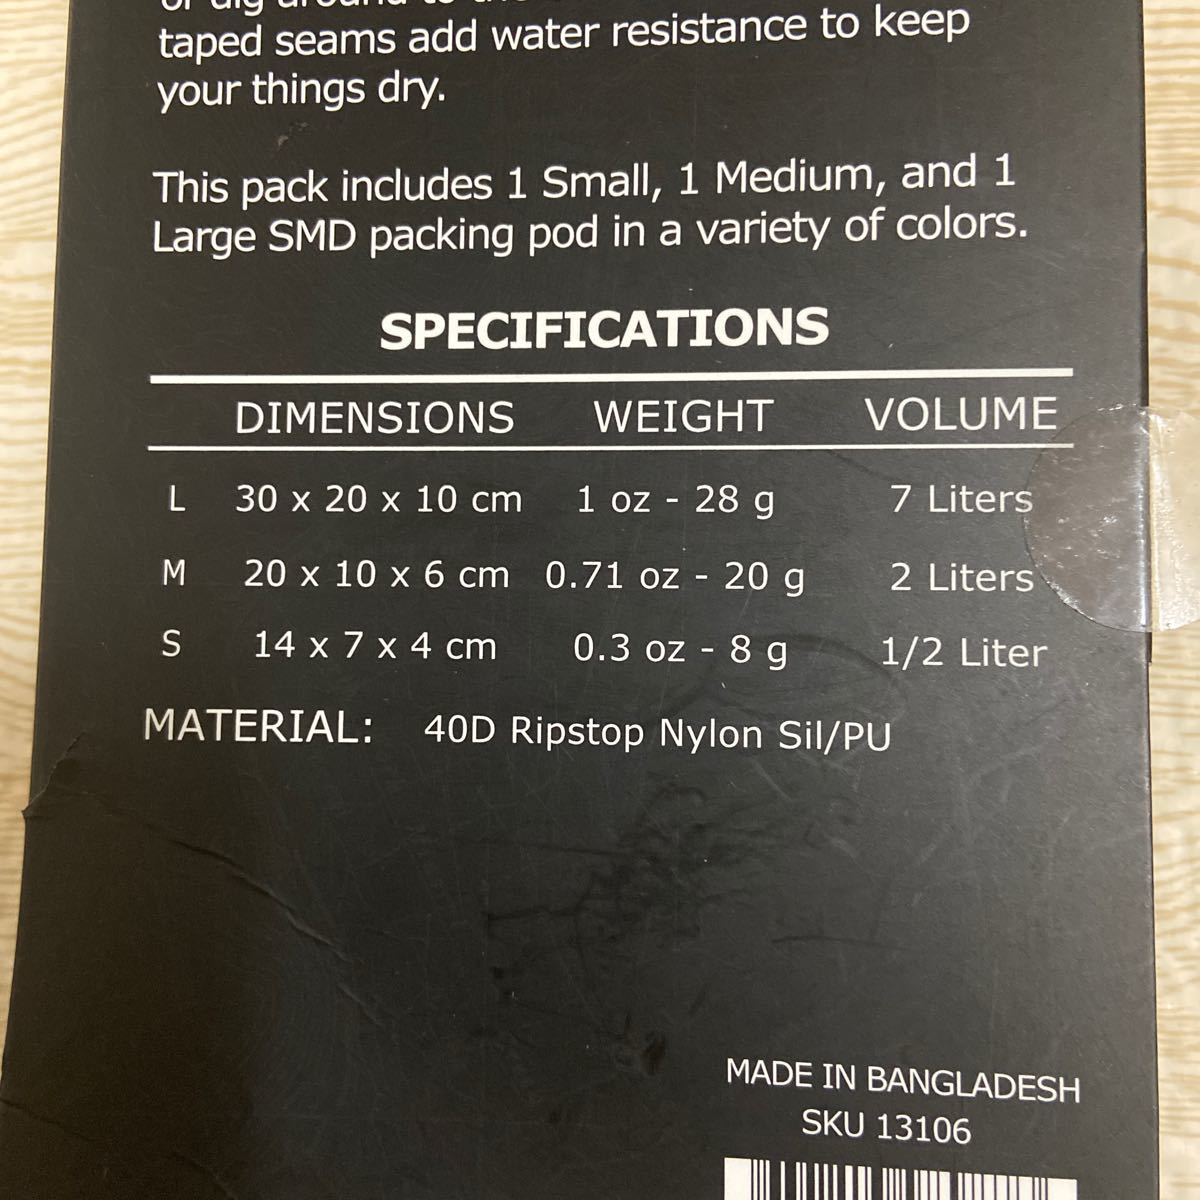 taped seams add water resistance to keep
your things dry.
This pack includes 1 Small, 1 Medium, and 1
Large SMD packing pod in a variety of colors.
SPECIFICATIONS
DIMENSIONS WEIGHT VOLUME
L 30 x 20 x 10 cm 1 oz - 28 g 7 Liters
M 20 x 10 x 6 cm 0.71 oz - 20 g 2 Liters
S 14 x 7 x 4 cm 0.3 oz - 8 g 1/2 Liter
MATERIAL: 40D Ripstop Nylon Sil/PU
MADE IN BANGLADESH
SKU 13106